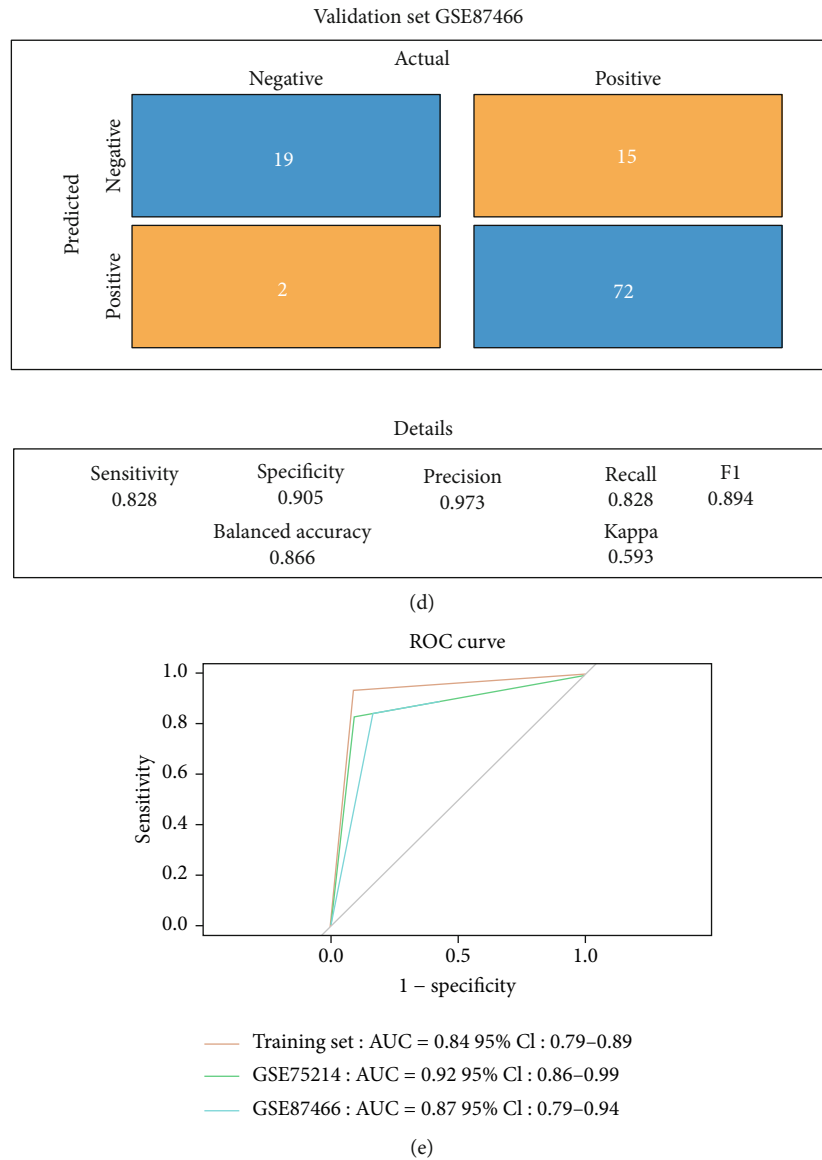 Validation set GSE87466
Actual
Negative Positive
Predicted
Negative
19 15
Positive
2 72
Details
Sensitivity Specificity Precision Recall F1
0.828 0.905 0.973 0.828 0.894
Balanced accuracy Kappa
0.866 0.593
(d)
ROC curve
1.0
0.8
0.6
0.4
0.2
0.0
Sensitivity
0.0 0.5 1.0
1 − specificity
Training set : AUC = 0.84 95% Cl : 0.79–0.89
GSE75214 : AUC = 0.92 95% Cl : 0.86–0.99
GSE87466 : AUC = 0.87 95% Cl : 0.79–0.94
(e)